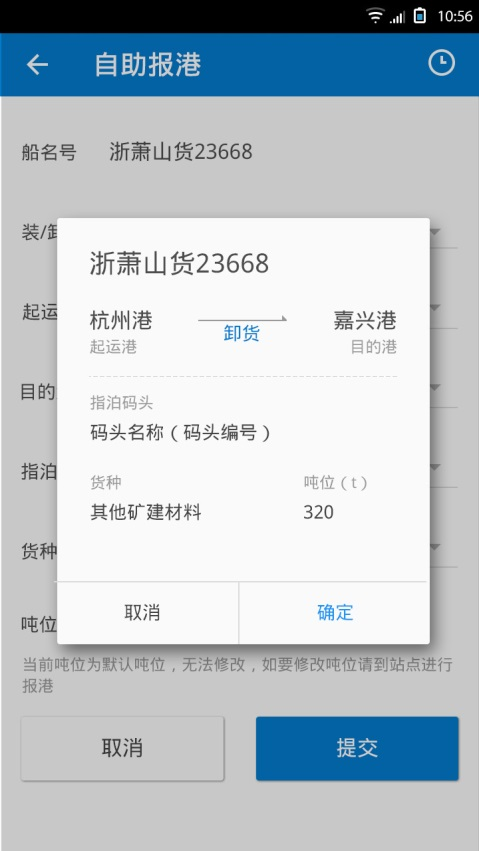 10:56
自助报港
船名号 浙萧山货23668
装/卸
浙萧山货23668
起运
杭州港 卸货 嘉兴港
起运港 目的港
目的
指泊码头
码头名称（码头编号）
指泊
货种 吨位（t）
其他矿建材料 320
货种
取消 确定
吨位
当前吨位为默认吨位，无法修改，如要修改吨位请到站点进行
报港
取消 提交